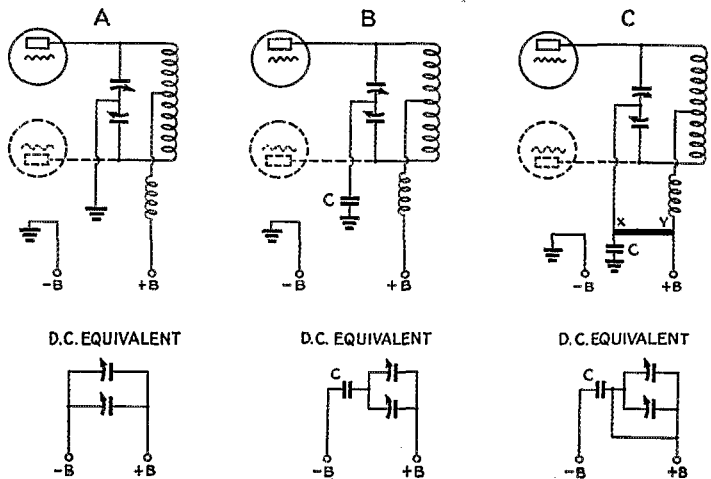 A B C
C
X Y
C
-B +B -B +B -B +B
D.C. EQUIVALENT D.C. EQUIVALENT D.C. EQUIVALENT
C C
-B +B -B +B -B +B